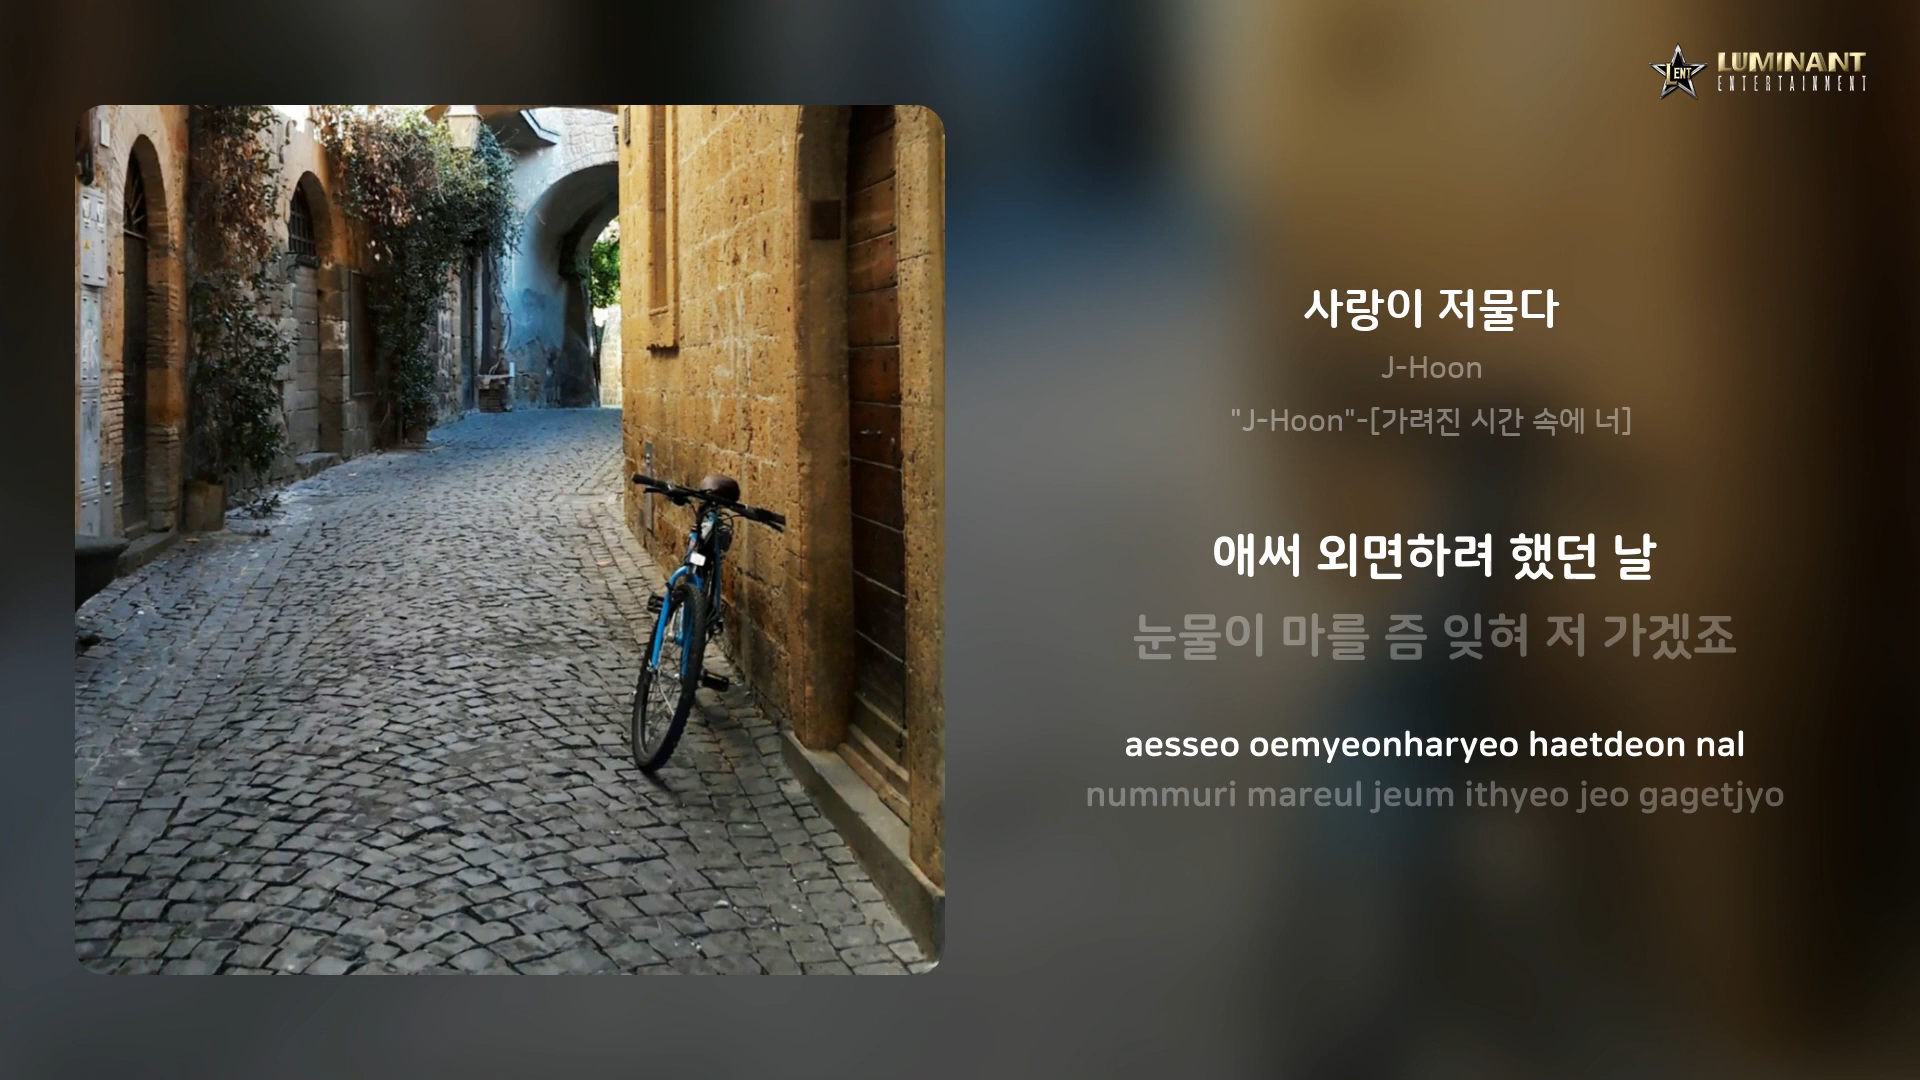 LENT
LUMINANT
ENTERTAINMENT
사랑이 저물다
J-Hoon
"J-Hoon"-[가려진 시간 속에 너]
애써 외면하려 했던 날
눈물이 마를 즘 잊혀 저 가겠죠
aesseo oemyeonharyeo haetdeon nal
nummuri mareul jeum ithyeo jeo gagetjyo